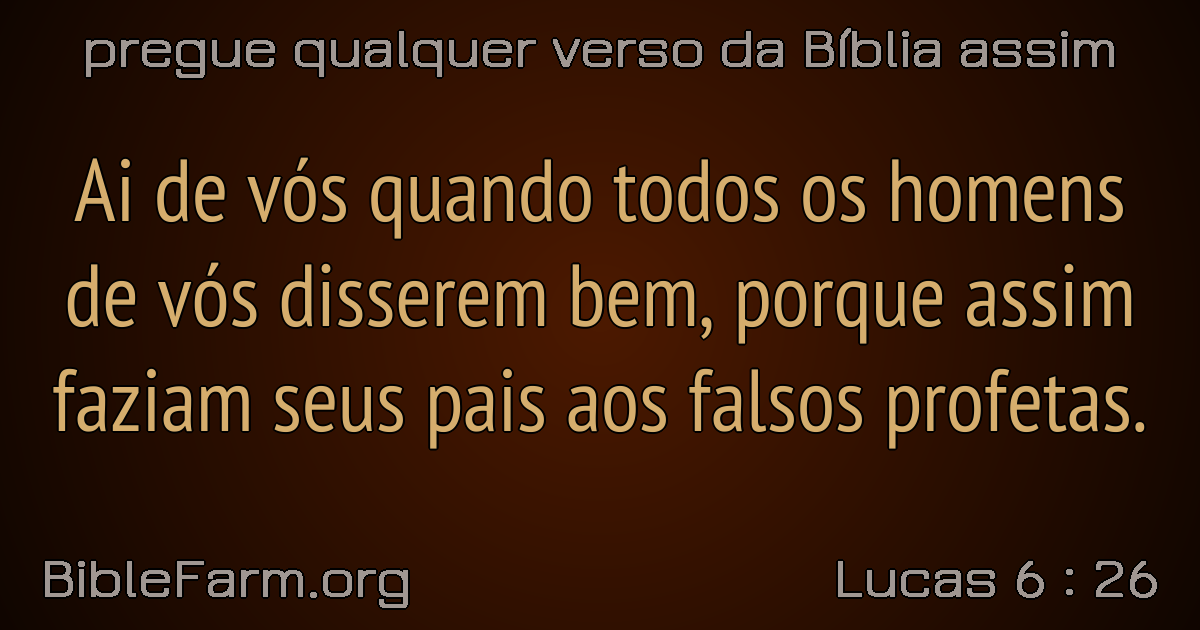 pregue qualquer verso da Bíblia assim
Ai de vós quando todos os homens
de vós disserem bem, porque assim
faziam seus pais aos falsos profetas.
BibleFarm.org
Lucas 6 : 26